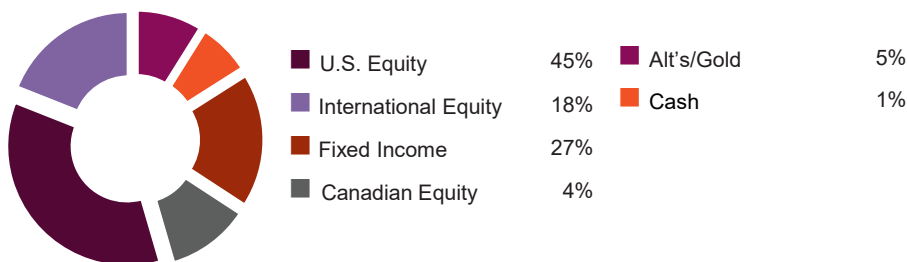 U.S. Equity 45%
International Equity 18%
Fixed Income 27%
Canadian Equity 4%
Alt's/Gold 5%
Cash 1%